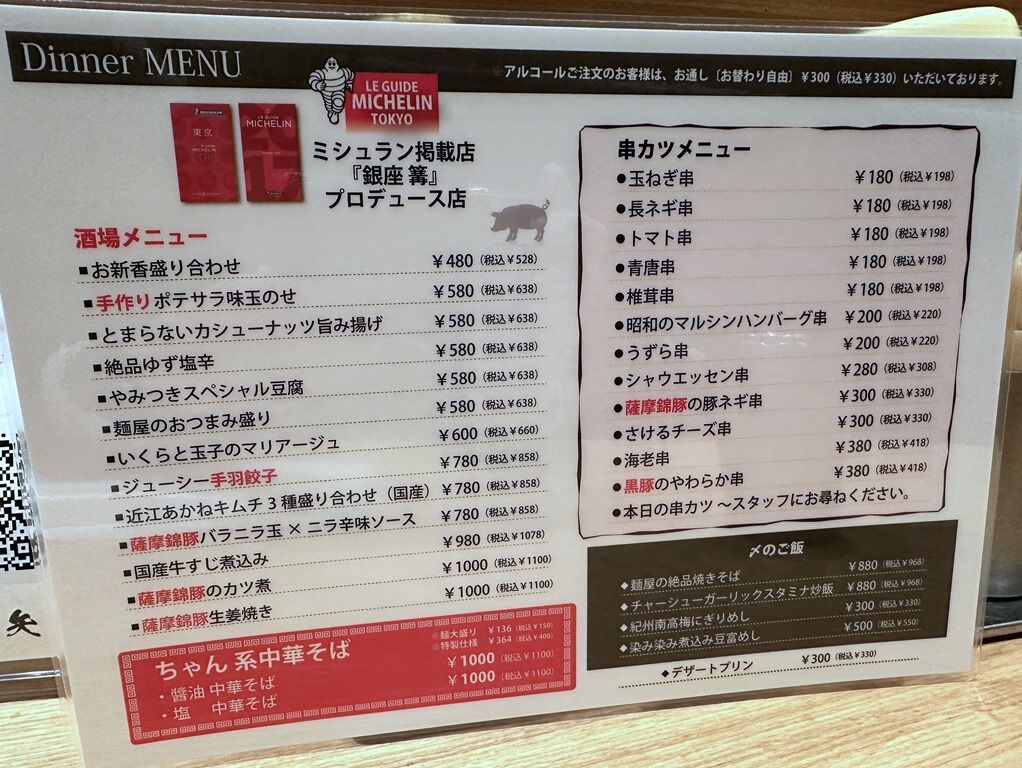 Dinner MENU
※アルコールご注文のお客様は、お通し〔お替わり自由〕￥300（税込￥330）いただいております。
LE GUIDE
MICHELIN
TOKYO
MICHELIN
東京
LE GUIDE
MICHELIN
ミシュラン掲載店
『銀座 篝』
プロデュース店
酒場メニュー
■お新香盛り合わせ ￥480（税込￥528）
■手作りポテサラ味玉のせ ￥580（税込￥638）
■とまらないカシューナッツ旨み揚げ ￥580（税込￥638）
■絶品ゆず塩辛 ￥580（税込￥638）
■やみつきスペシャル豆腐 ￥580（税込￥638）
■麺屋のおつまみ盛り ￥580（税込￥638）
■いくらと玉子のマリアージュ ￥600（税込￥660）
■ジューシー手羽餃子 ￥780（税込￥858）
■近江あかねキムチ３種盛り合わせ（国産） ￥780（税込￥858）
■薩摩錦豚バラニラ玉 × ニラ辛味ソース ￥780（税込￥858）
■国産牛すじ煮込み ￥980（税込￥1078）
■薩摩錦豚のカツ煮 ￥1000（税込￥1100）
■薩摩錦豚生姜焼き ￥1000（税込￥1100）
ちゃん系中華そば
※麺大盛り ￥136（税込￥150）
※特製仕様 ￥364（税込￥400）
・醬油 中華そば ￥1000（税込￥1100）
・塩 中華そば ￥1000（税込￥1100）
串カツメニュー
●玉ねぎ串 ￥180（税込￥198）
●長ネギ串 ￥180（税込￥198）
●トマト串 ￥180（税込￥198）
●青唐串 ￥180（税込￥198）
●椎茸串 ￥180（税込￥198）
●昭和のマルシンハンバーグ串 ￥200（税込￥220）
●うずら串 ￥200（税込￥220）
●シャウエッセン串 ￥280（税込￥308）
●薩摩錦豚の豚ネギ串 ￥300（税込￥330）
●さけるチーズ串 ￥300（税込￥330）
●海老串 ￥380（税込￥418）
●黒豚のやわらか串 ￥380（税込￥418）
●本日の串カツ ～スタッフにお尋ねください。
〆のご飯
◆麺屋の絶品焼きそば ￥880（税込￥968）
◆チャーシューガーリックスタミナ炒飯 ￥880（税込￥968）
◆紀州南高梅にぎりめし ￥300（税込￥330）
◆染み染み煮込み豆富めし ￥500（税込￥550）
◆デザートプリン ￥300（税込￥330）
矢